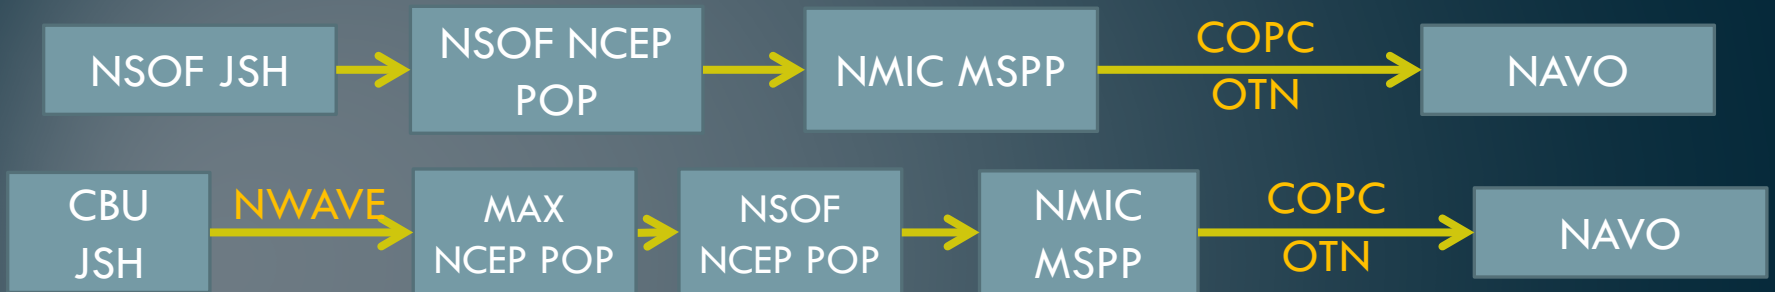 NSOF JSH
NSOF NCEP
POP
NMIC MSPP
COPC
OTN
NAVO
CBU
JSH
NWAVE
MAX
NCEP POP
NSOF
NCEP POP
NMIC
MSPP
COPC
OTN
NAVO